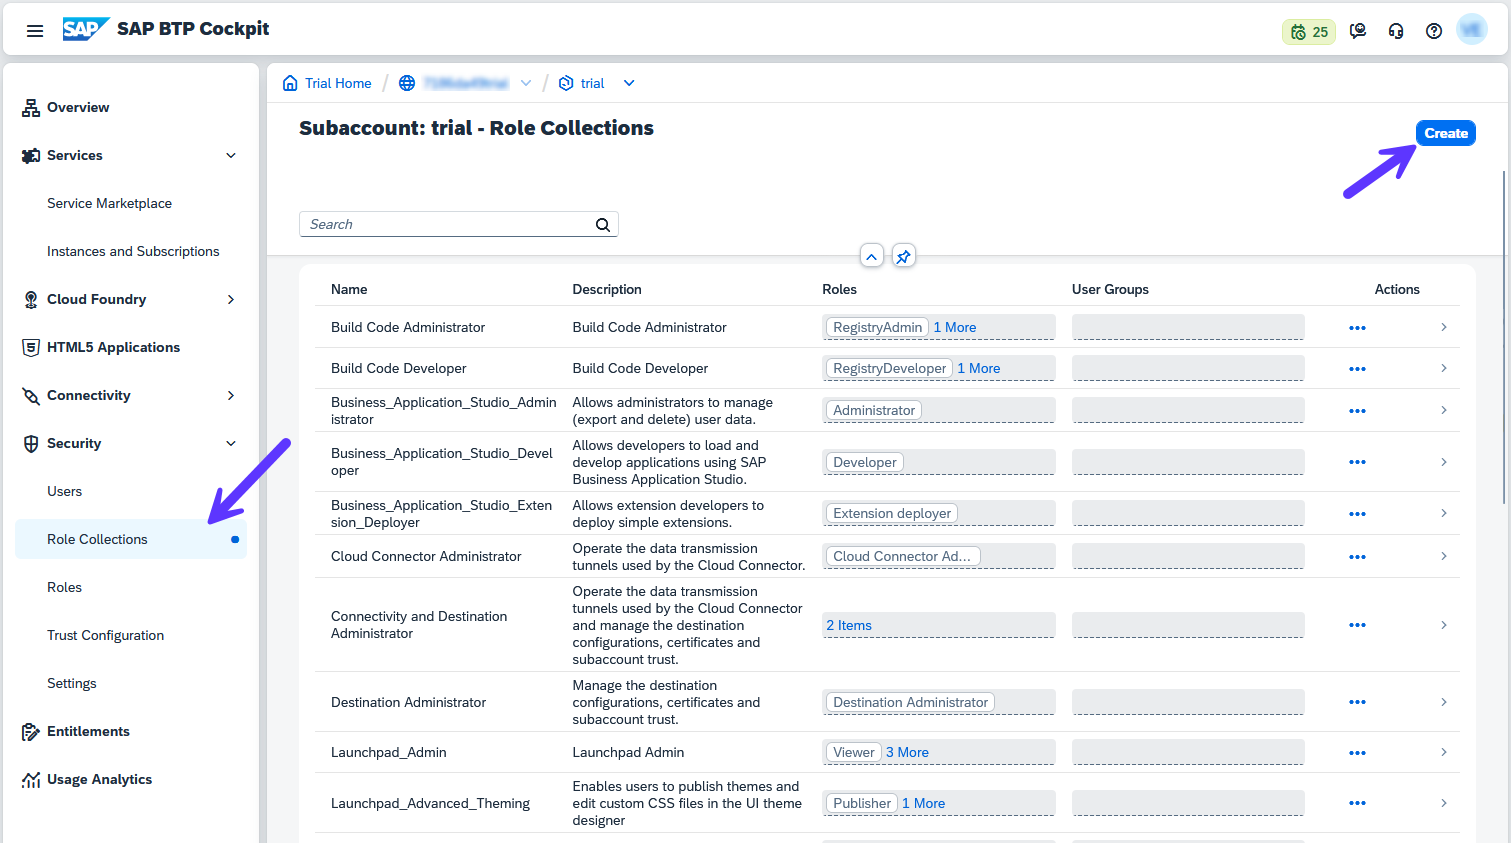 SAP SAP BTP Cockpit
25
Overview
Services
Service Marketplace
Instances and Subscriptions
Cloud Foundry
HTML5 Applications
Connectivity
Security
Users
Role Collections
Roles
Trust Configuration
Settings
Entitlements
Usage Analytics
Trial Home / / trial
Subaccount: trial - Role Collections
Create
Search
Name Description Roles User Groups Actions
Build Code Administrator Build Code Administrator RegistryAdmin 1 More
Build Code Developer Build Code Developer RegistryDeveloper 1 More
Business_Application_Studio_Admin
istrator
Allows administrators to manage
(export and delete) user data.
Administrator
Business_Application_Studio_Devel
oper
Allows developers to load and
develop applications using SAP
Business Application Studio.
Developer
Business_Application_Studio_Exten
sion_Deployer
Allows extension developers to
deploy simple extensions.
Extension deployer
Cloud Connector Administrator
Operate the data transmission
tunnels used by the Cloud Connector.
Cloud Connector Ad...
Connectivity and Destination
Administrator
Operate the data transmission
tunnels used by the Cloud Connector
and manage the destination
configurations, certificates and
subaccount trust.
2 Items
Destination Administrator
Manage the destination
configurations, certificates and
subaccount trust.
Destination Administrator
Launchpad_Admin Launchpad Admin Viewer 3 More
Launchpad_Advanced_Theming
Enables users to publish themes and
edit custom CSS files in the UI theme
designer
Publisher 1 More